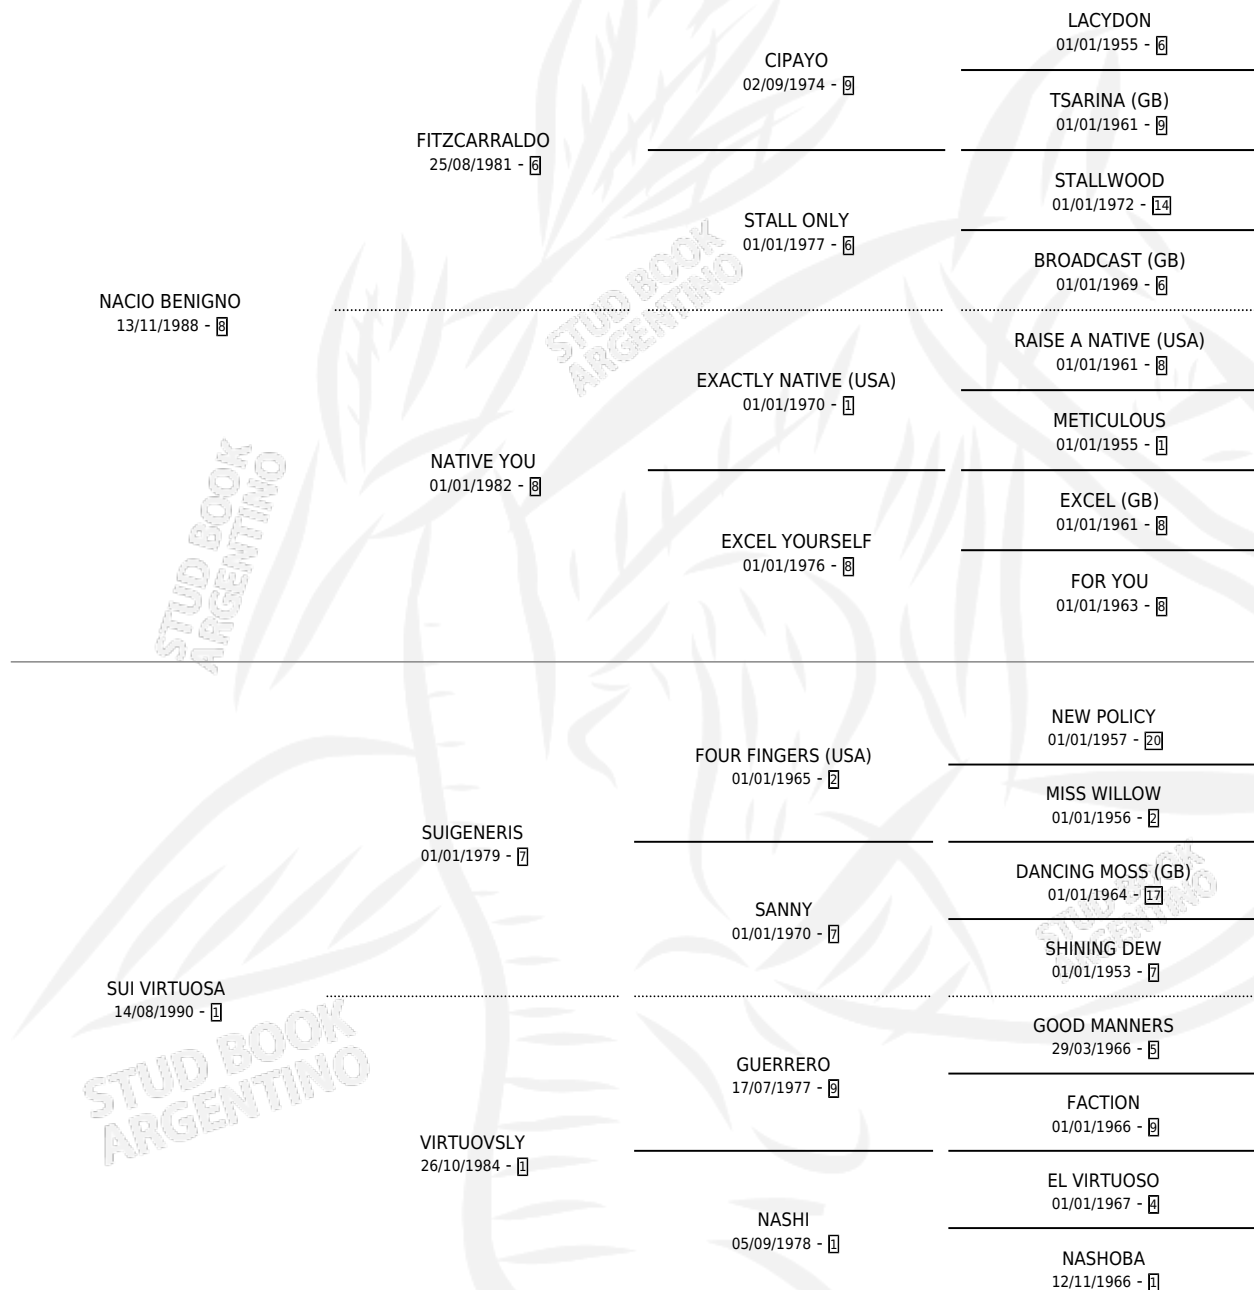 LACYDON
01/01/1955 - 6
CIPAYO
02/09/1974 - 9
TSARINA (GB)
01/01/1961 - 9
FITZCARRALDO
25/08/1981 - 6
STALLWOOD
01/01/1972 - 14
STALL ONLY
01/01/1977 - 6
BROADCAST (GB)
01/01/1969 - 6
NACIO BENIGNO
13/11/1988 - 8
RAISE A NATIVE (USA)
01/01/1961 - 8
EXACTLY NATIVE (USA)
01/01/1970 - 1
METICULOUS
01/01/1955 - 1
NATIVE YOU
01/01/1982 - 8
EXCEL (GB)
01/01/1961 - 8
EXCEL YOURSELF
01/01/1976 - 8
FOR YOU
01/01/1963 - 8
NEW POLICY
01/01/1957 - 20
FOUR FINGERS (USA)
01/01/1965 - 2
MISS WILLOW
01/01/1956 - 2
SUIGENERIS
01/01/1979 - 7
DANCING MOSS (GB)
01/01/1964 - 17
SANNY
01/01/1970 - 7
SHINING DEW
01/01/1953 - 7
SUI VIRTUOSA
14/08/1990 - 1
GOOD MANNERS
29/03/1966 - 5
GUERRERO
17/07/1977 - 9
FACTION
01/01/1966 - 9
VIRTUOVSLY
26/10/1984 - 1
EL VIRTUOSO
01/01/1967 - 4
NASHI
05/09/1978 - 1
NASHOBA
12/11/1966 - 1
STUD BOOK
ARGENTINO
STUD BOOK
ARGENTINO
STUD BOOK
ARGENTINO
STUD BOOK
ARGENTINO